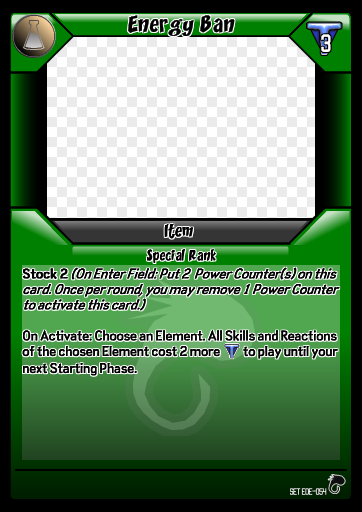 Energy Ban
3
Item
Special Rank
Stock 2 (On Enter Field: Put 2 Power Counter(s) on this
card. Once per round, you may remove 1 Power Counter
to activate this card.)
On Activate: Choose an Element. All Skills and Reactions
of the chosen Element cost 2 more to play until your
next Starting Phase.
SET EOE-054